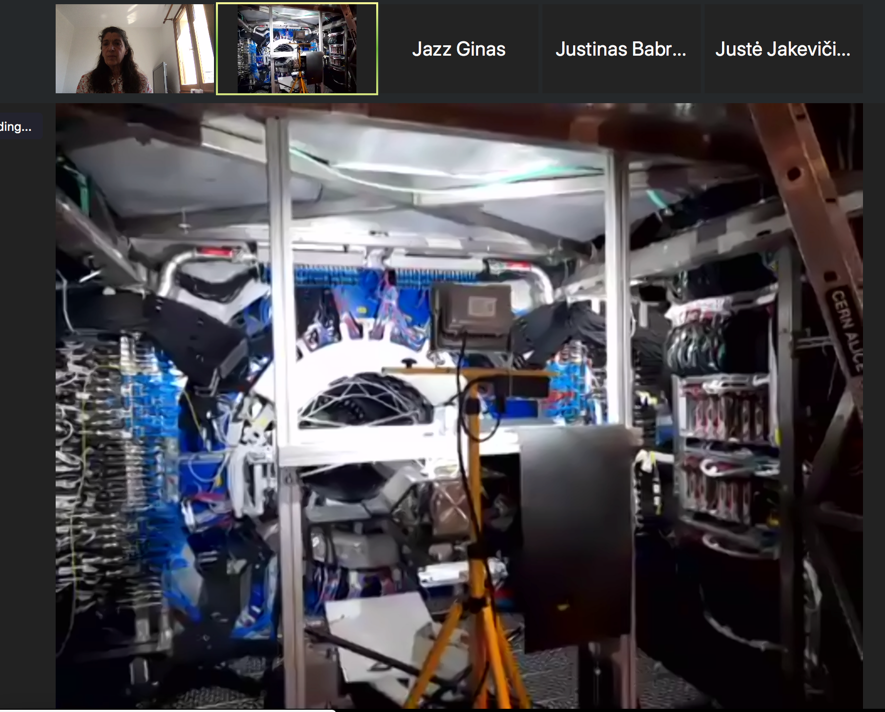 Jazz Ginas
Justinas Babr...
Justė Jakeviči...
ding...
CERN ALICE